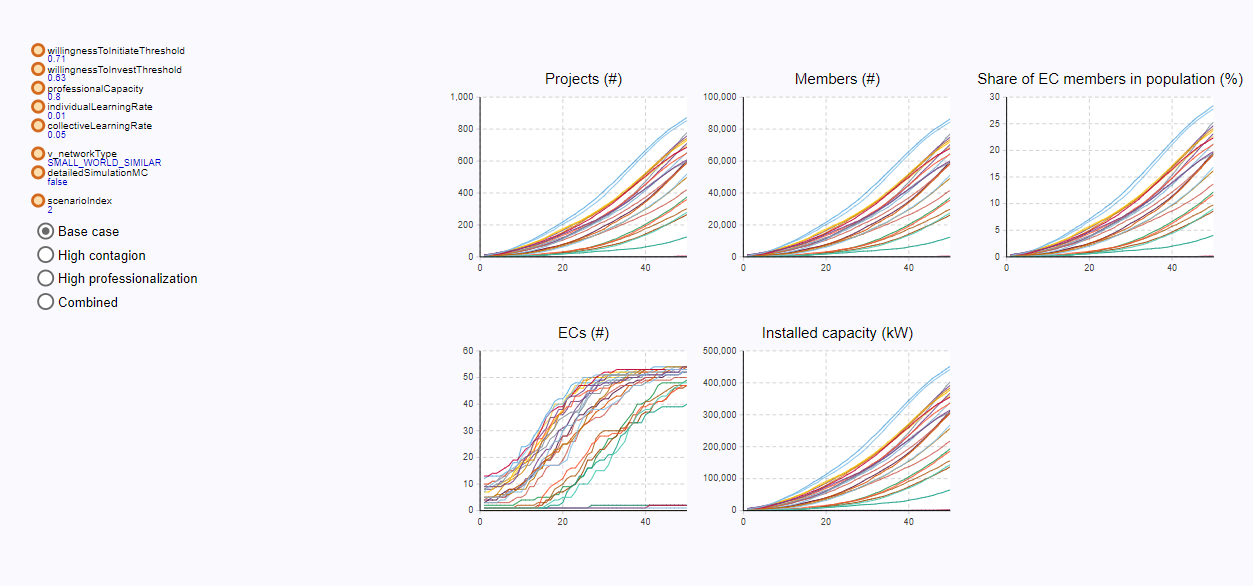 willingnessToInitiateThreshold
0.71
willingnessToInvestThreshold
0.63
professionalCapacity
0.8
individualLearningRate
0.01
collectiveLearningRate
0.05
v_networkType
SMALL_WORLD_SIMILAR
detailedSimulationMC
false
scenarioIndex
2
Base case
High contagion
High professionalization
Combined
Projects (#)
1,000
800
600
400
200
0
0 20 40
Members (#)
100,000
80,000
60,000
40,000
20,000
0
0 20 40
Share of EC members in population (%)
30
25
20
15
10
5
0
0 20 40
ECs (#)
60
50
40
30
20
10
0
0 20 40
Installed capacity (kW)
500,000
400,000
300,000
200,000
100,000
0
0 20 40